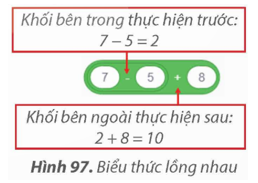 Khối bên trong thực hiện trước:
7 – 5 = 2
7 - 5 + 8
Khối bên ngoài thực hiện sau:
2 + 8 = 10
Hình 97. Biểu thức lồng nhau